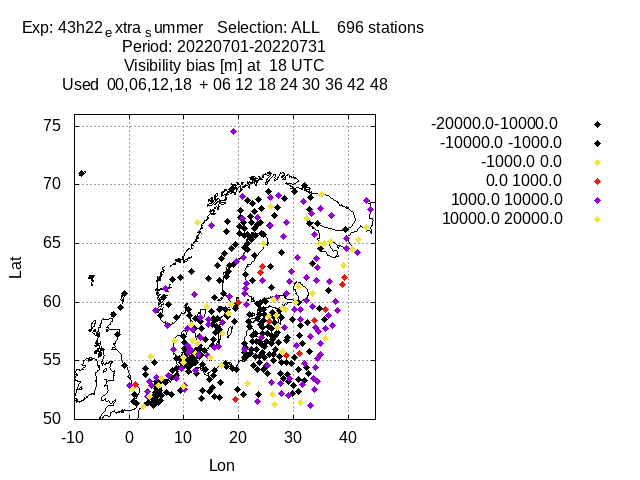 Exp: 43h22e xtras ummer Selection: ALL 696 stations
Period: 20220701-20220731
Visibility bias [m] at 18 UTC
Used 00,06,12,18 + 06 12 18 24 30 36 42 48
-20000.0-10000.0
-10000.0 -1000.0
-1000.0 0.0
0.0 1000.0
1000.0 10000.0
10000.0 20000.0
75
70
65
60
55
50
Lat
-10 0 10 20 30 40
Lon